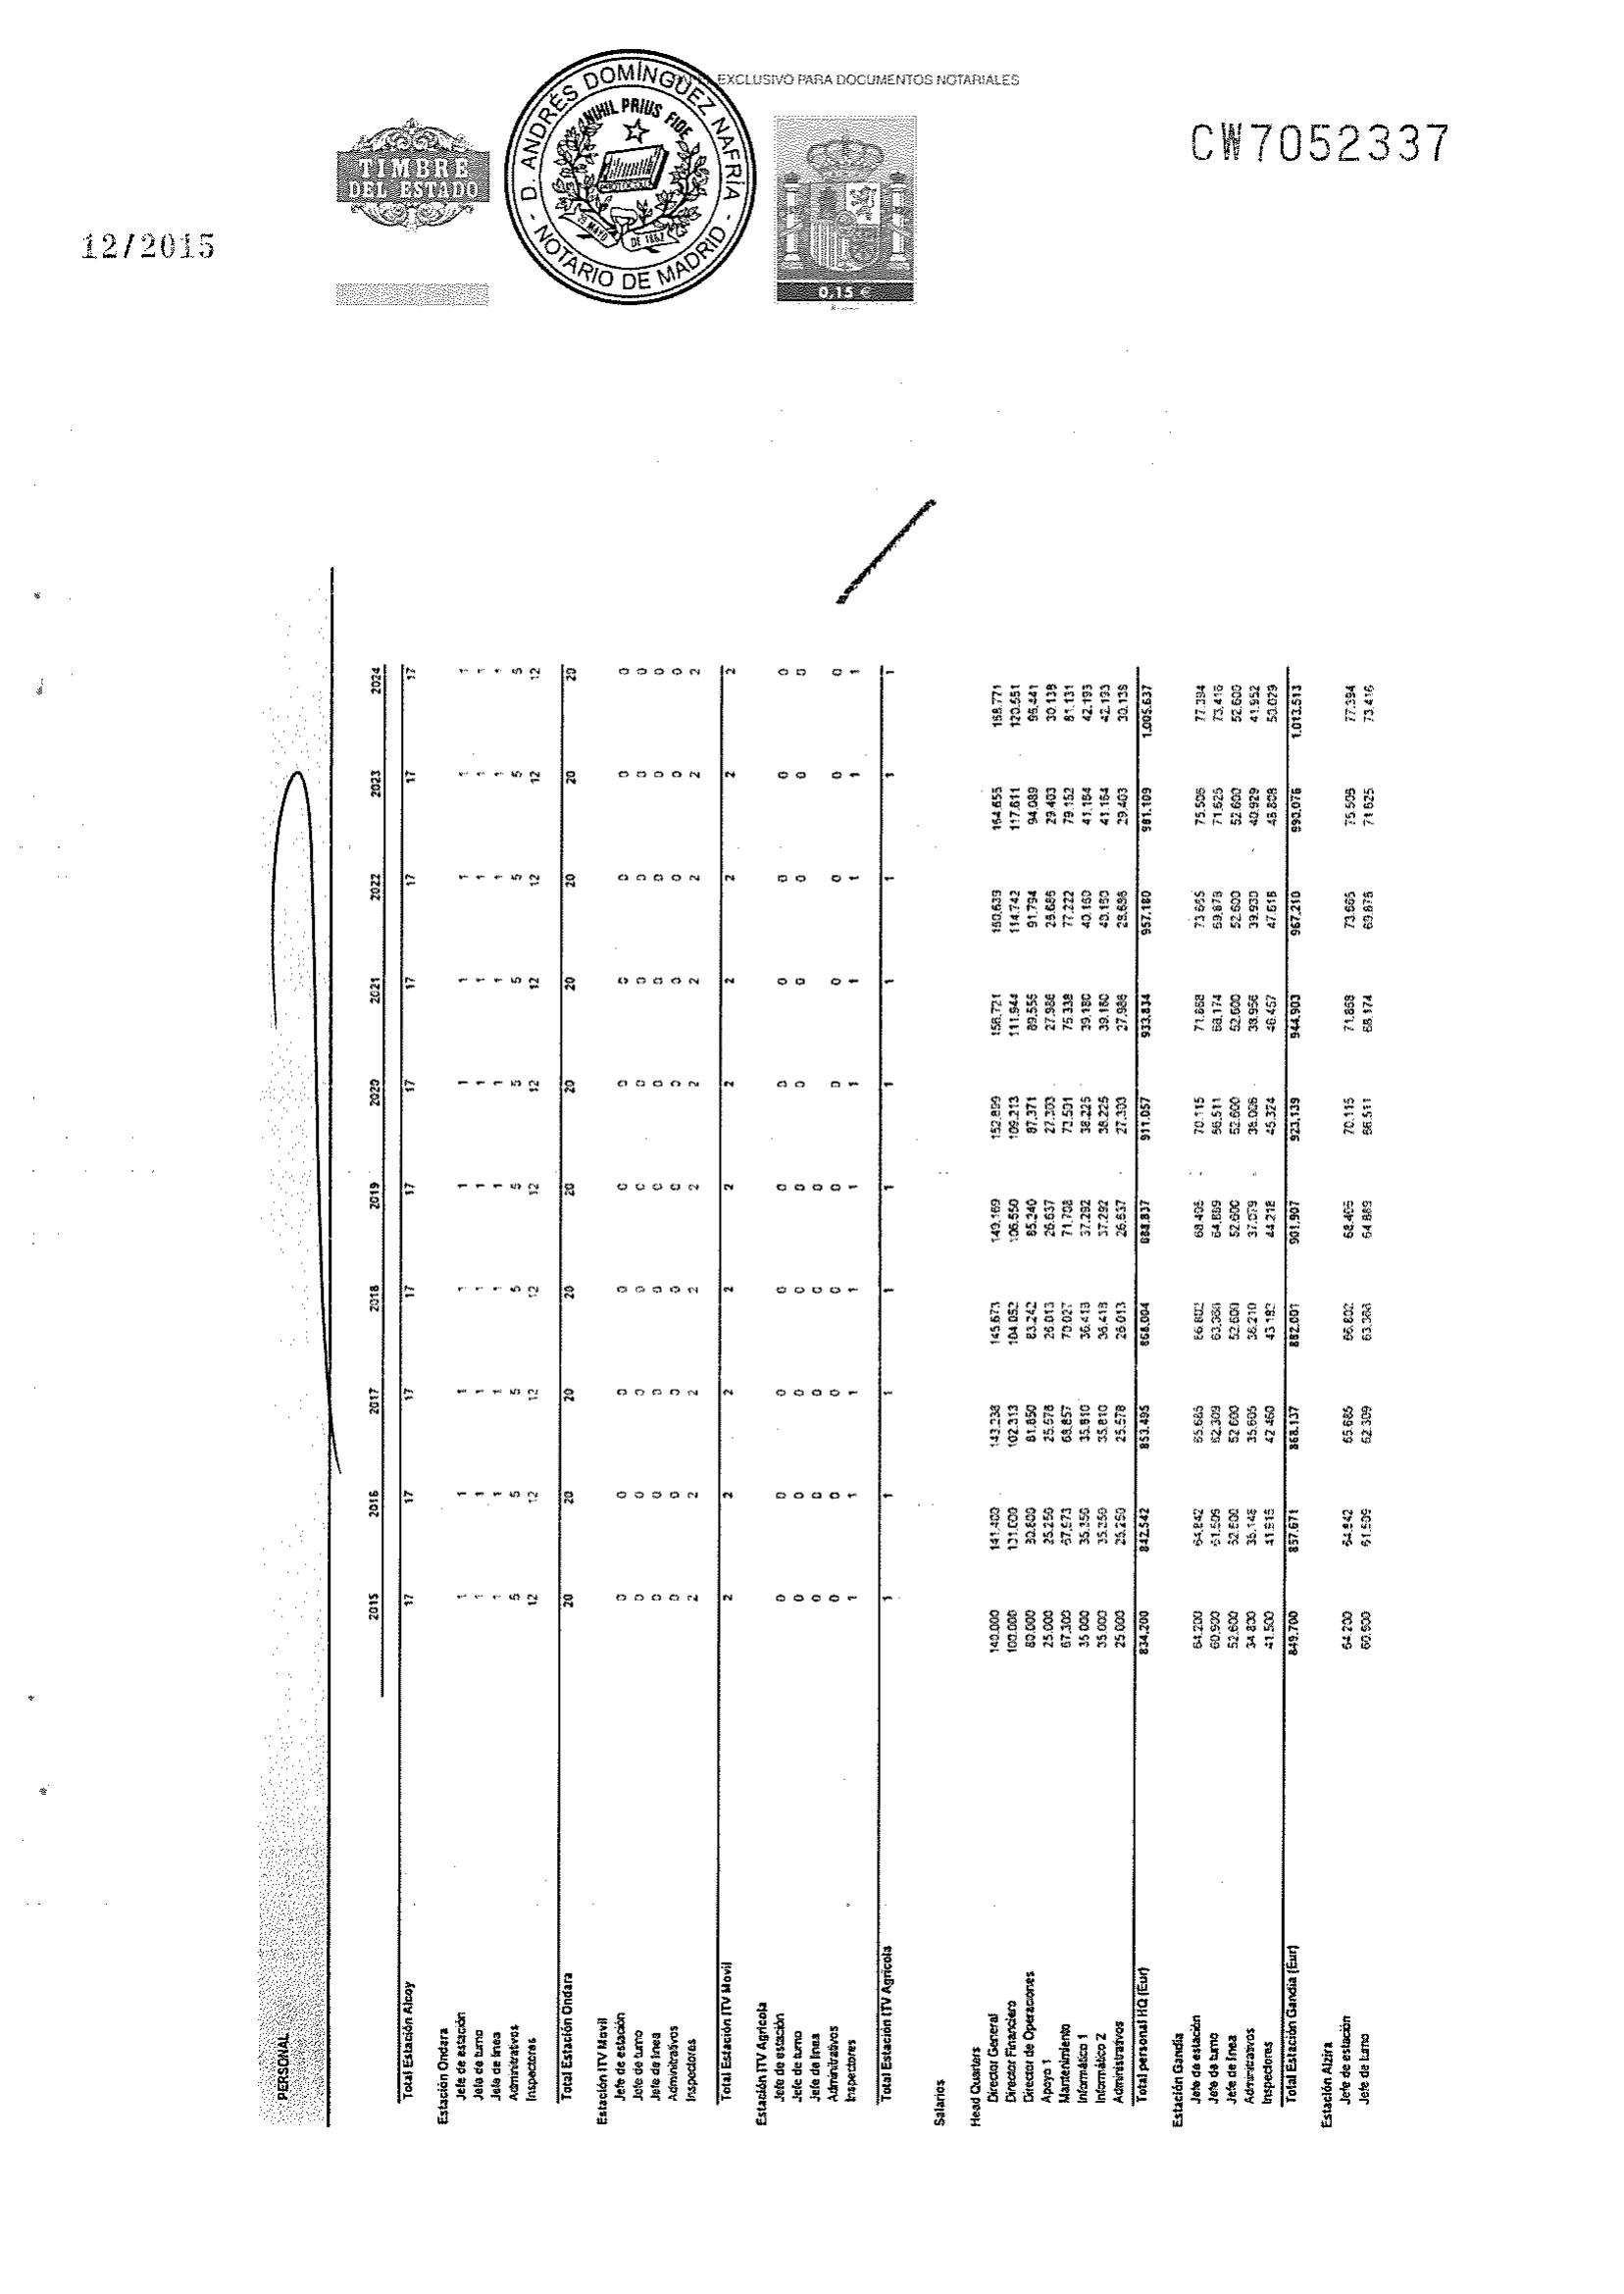 EXCLUSIVO PARA DOCUMENTOS NOTARIALES
D. ANDRÉS DOMÍNGUEZ NAFRÍA
- NOTARIO DE MADRID -
NIHIL PRIUS FIDE
DE 1862
TIMBRE
DEL ESTADO
0,15 €
CW7052337
12/2015
PERSONAL
2015 2016 2017 2018 2019 2020 2021 2022 2023 2024
Total Estación Alcoy 17 17 17 17 17 17 17 17 17 17
Estación Ondara
Jefe de estación 1 1 1 1 1 1 1 1 1 1
Jefe de turno 1 1 1 1 1 1 1 1 1 1
Jefe de línea 1 1 1 1 1 1 1 1 1 1
Adminitrativos 5 5 5 5 5 5 5 5 5 5
Inspectores 12 12 12 12 12 12 12 12 12 12
Total Estación Ondara 20 20 20 20 20 20 20 20 20 20
Estación ITV Movil
Jefe de estación 0 0 0 0 0 0 0 0 0 0
Jefe de turno 0 0 0 0 0 0 0 0 0 0
Jefe de línea 0 0 0 0 0 0 0 0 0 0
Adminitrativos 0 0 0 0 0 0 0 0 0 0
Inspectores 2 2 2 2 2 2 2 2 2 2
Total Estación ITV Movil 2 2 2 2 2 2 2 2 2 2
Estación ITV Agricola
Jefe de estación 0 0 0 0 0 0 0 0 0 0
Jefe de turno 0 0 0 0 0 0 0 0 0 0
Jefe de línea 0 0 0 0 0
Adminitrativos 0 0 0 0 0 0 0 0 0 0
Inspectores 1 1 1 1 1 1 1 1 1 1
Total Estación ITV Agricola 1 1 1 1 1 1 1 1 1 1
Salarios
Head Quarters
Director General 140.000 141.400 143.238 145.673 149.169 152.899 156.721 160.639 164.655 168.771
Director Financiero 100.000 101.000 102.313 104.052 106.550 109.213 111.944 114.742 117.611 120.551
Director de Operaciones 80.000 80.800 81.850 83.242 85.240 87.371 89.555 91.794 94.089 96.441
Apoyo 1 25.000 25.250 25.578 26.013 26.637 27.303 27.986 28.686 29.403 30.138
Mantenimiento 67.300 67.973 68.857 70.027 71.708 73.501 75.338 77.222 79.152 81.131
Informático 1 35.000 35.350 35.810 36.418 37.292 38.225 39.180 40.160 41.164 42.193
Informático 2 35.000 35.350 35.810 36.418 37.292 38.225 39.180 40.160 41.164 42.193
Administrativos 25.000 25.250 25.578 26.013 26.637 27.303 27.986 28.686 29.403 30.138
Total personal HQ (Eur) 834.200 842.542 853.495 868.004 888.837 911.057 933.834 957.180 981.109 1.005.637
Estación Gandia
Jefe de estación 64.200 64.842 65.685 66.802 68.405 70.115 71.868 73.665 75.506 77.394
Jefe de turno 60.900 61.509 62.309 63.368 64.889 66.511 68.174 69.878 71.625 73.416
Jefe de línea 52.600 52.600 52.600 52.600 52.600 52.600 52.600 52.600 52.600 52.600
Adminitrativos 34.800 35.148 35.605 36.210 37.079 38.006 38.956 39.930 40.929 41.952
Inspectores 41.500 41.915 42.460 43.182 44.218 45.324 46.457 47.618 48.808 50.029
Total Estación Gandia (Eur) 849.700 857.671 868.137 882.001 901.907 923.139 944.903 967.210 990.076 1.013.513
Estación Alzira
Jefe de estación 64.200 64.842 65.685 66.802 68.405 70.115 71.868 73.665 75.506 77.394
Jefe de turno 60.900 61.509 62.309 63.368 64.889 66.511 68.174 69.878 71.625 73.416